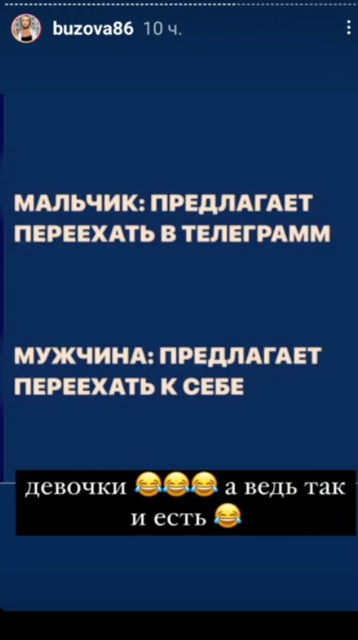 buzova86 10 ч.
МАЛЬЧИК: ПРЕДЛАГАЕТ
ПЕРЕЕХАТЬ В ТЕЛЕГРАММ
МУЖЧИНА: ПРЕДЛАГАЕТ
ПЕРЕЕХАТЬ К СЕБЕ
девочки 😂😂😂 а ведь так
и есть 😂